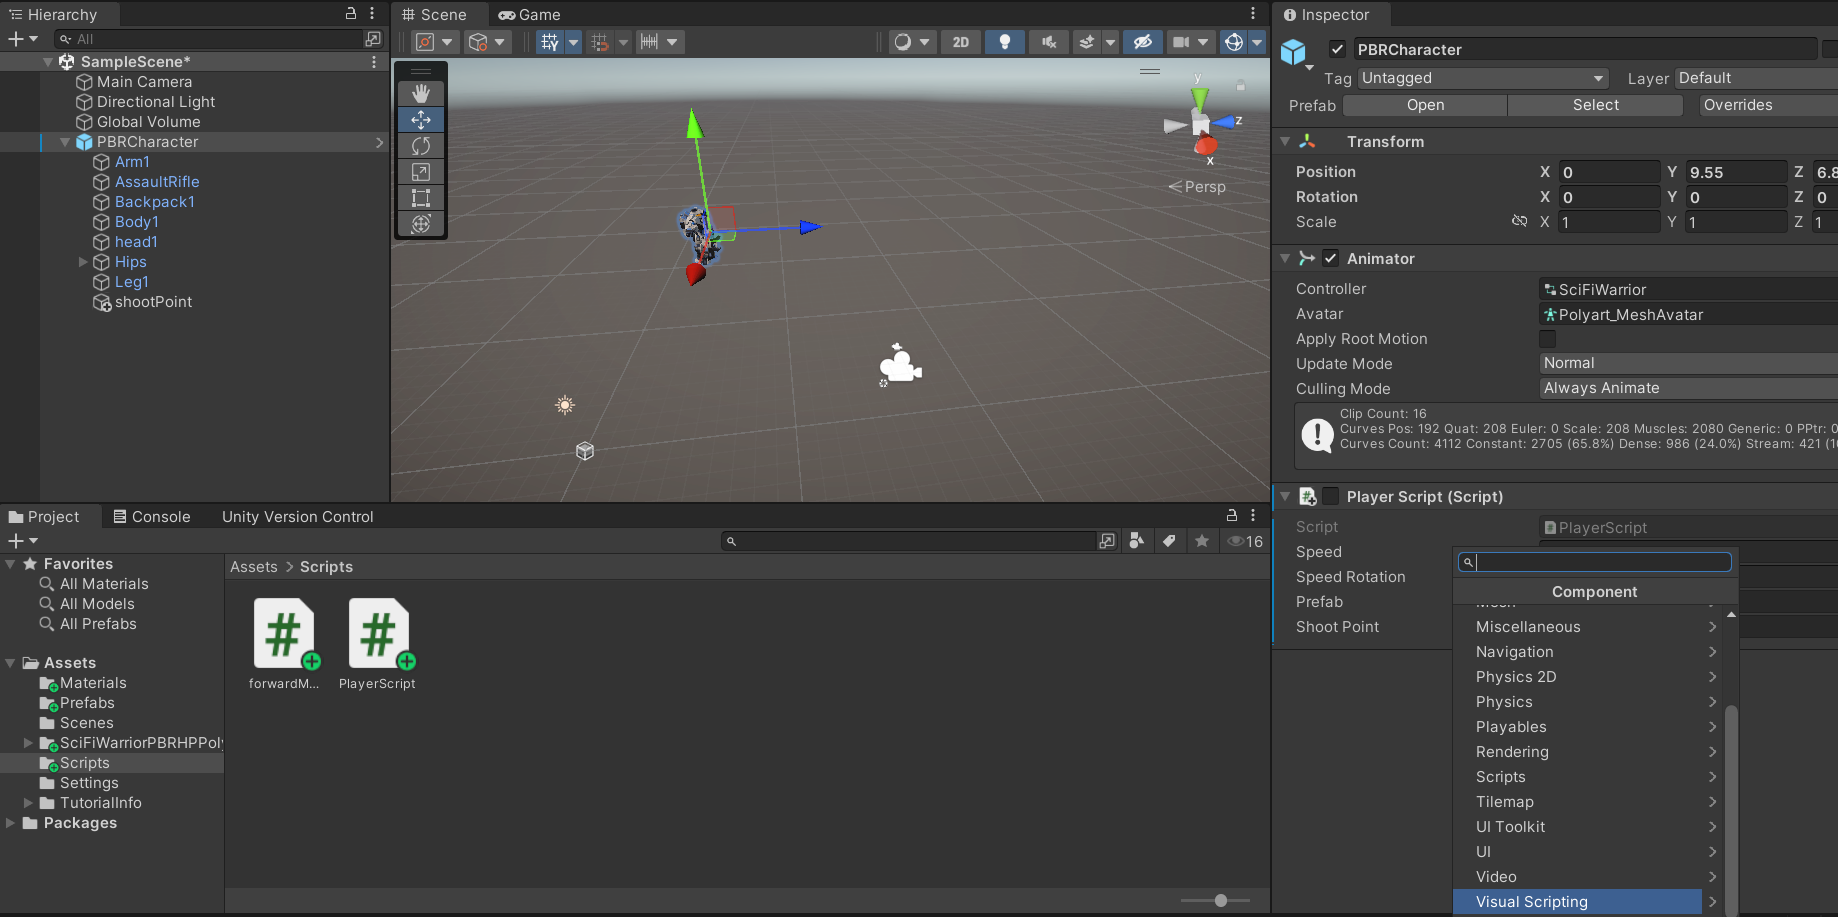 Hierarchy
All
SampleScene*
Main Camera
Directional Light
Global Volume
PBRCharacter
Arm1
AssaultRifle
Backpack1
Body1
head1
Hips
Leg1
shootPoint
Scene
Game
2D
y
z
x
Persp
Inspector
PBRCharacter
Tag Untagged Layer Default
Prefab Open Select Overrides
Transform
Position X 0 Y 9.55 Z 6.8
Rotation X 0 Y 0 Z 0
Scale X 1 Y 1 Z 1
Animator
Controller SciFiWarrior
Avatar Polyart_MeshAvatar
Apply Root Motion
Update Mode Normal
Culling Mode Always Animate
Clip Count: 16
Curves Pos: 192 Quat: 208 Euler: 0 Scale: 208 Muscles: 2080 Generic: 0 PPtr: 0
Curves Count: 4112 Constant: 2705 (65.8%) Dense: 986 (24.0%) Stream: 421 (10
Player Script (Script)
Script PlayerScript
Speed
Speed Rotation
Prefab
Shoot Point
Component
Miscellaneous
Navigation
Physics 2D
Physics
Playables
Rendering
Scripts
Tilemap
UI Toolkit
UI
Video
Visual Scripting
Project
Console
Unity Version Control
16
Favorites
All Materials
All Models
All Prefabs
Assets
Materials
Prefabs
Scenes
SciFiWarriorPBRHPPoly
Scripts
Settings
TutorialInfo
Packages
Assets > Scripts
forwardM...
PlayerScript